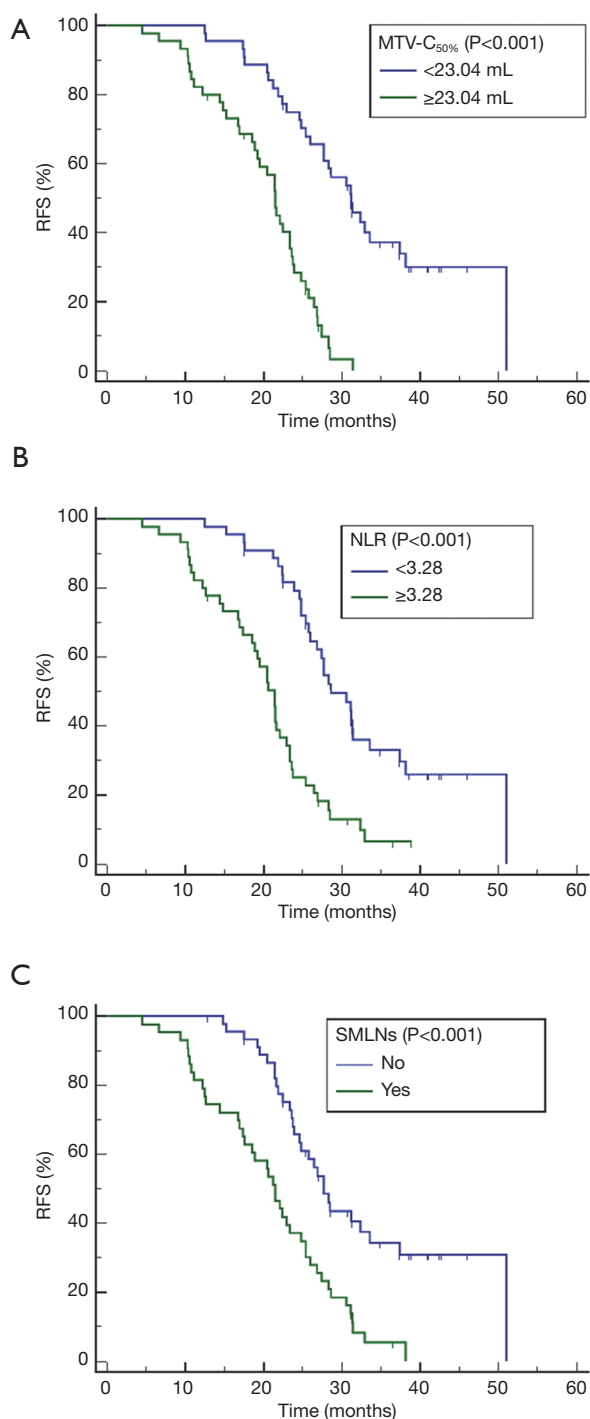 A
MTV-C50% (P<0.001)
<23.04 mL
≥23.04 mL
RFS (%)
100
80
60
40
20
0
0 10 20 30 40 50 60
Time (months)
B
NLR (P<0.001)
<3.28
≥3.28
RFS (%)
100
80
60
40
20
0
0 10 20 30 40 50 60
Time (months)
C
SMLNs (P<0.001)
No
Yes
RFS (%)
100
80
60
40
20
0
0 10 20 30 40 50 60
Time (months)